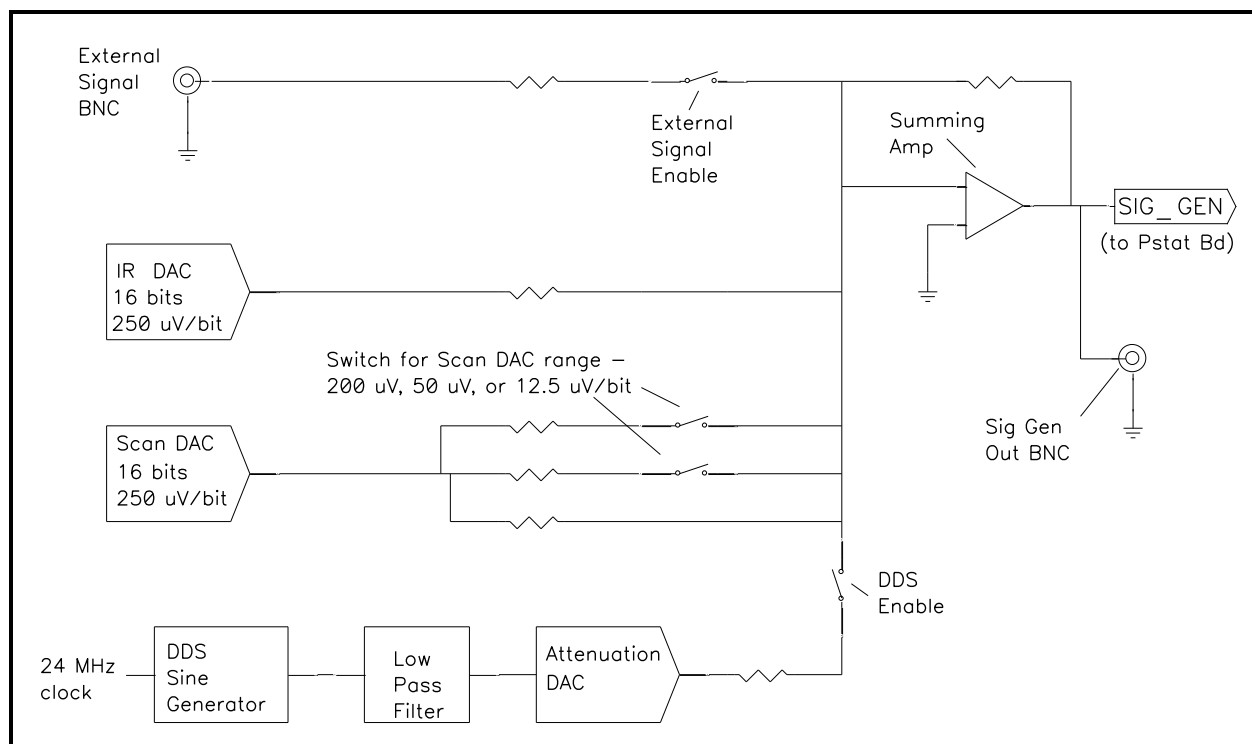 External
Signal
BNC
External
Signal
Enable
Summing
Amp
SIG_GEN
(to Pstat Bd)
IR DAC
16 bits
250 uV/bit
Switch for Scan DAC range –
200 uV, 50 uV, or 12.5 uV/bit
Sig Gen
Out BNC
Scan DAC
16 bits
250 uV/bit
DDS
Enable
24 MHz
clock
DDS
Sine
Generator
Low
Pass
Filter
Attenuation
DAC